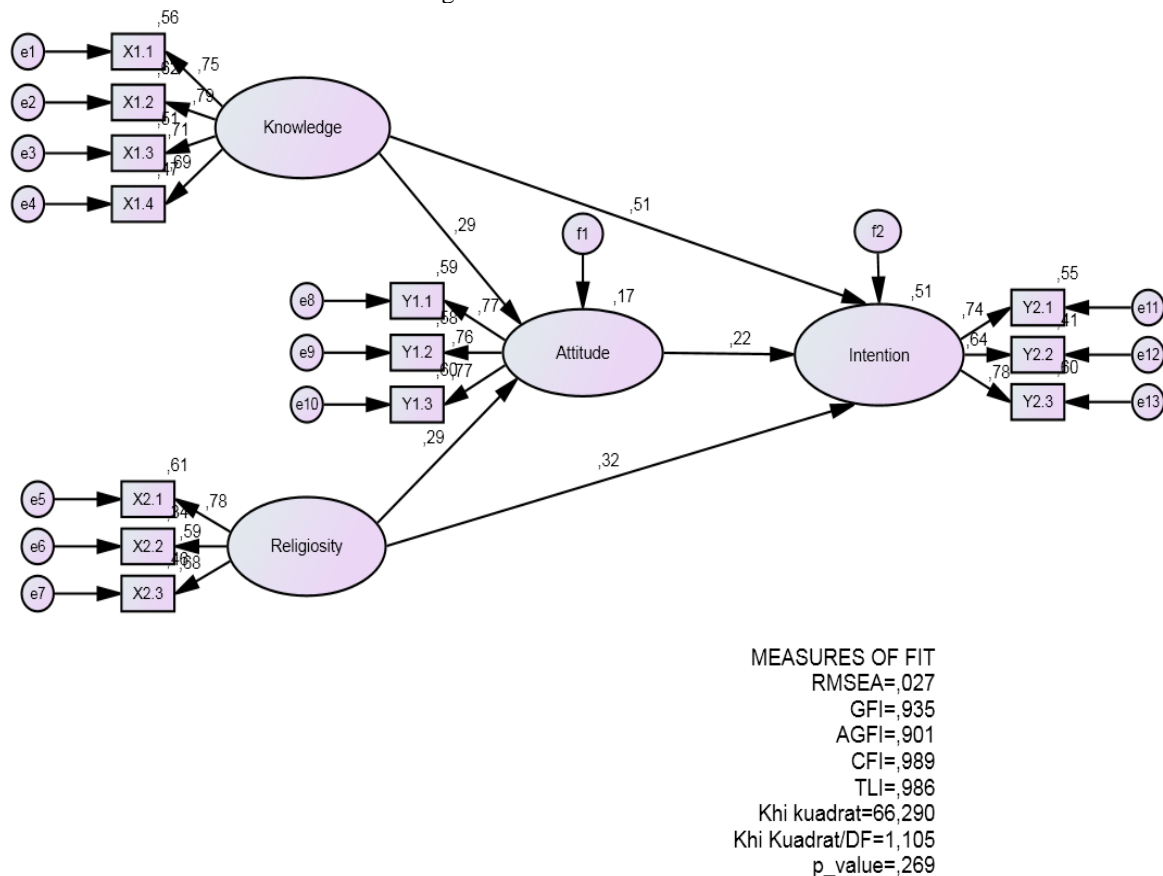 ,56
e1 X1.1 ,75
,62
e2 X1.2 ,79
Knowledge
,51
e3 X1.3 ,71
,47 ,69
e4 X1.4
,51
,29
f1
f2
,59
e8 Y1.1 ,77
,17
,51
,55
,74 Y2.1 e11
,58
e9 Y1.2 ,76
Attitude
,22
Intention
,41
,64 Y2.2 e12
,60 ,77
e10 Y1.3
,78 ,60
Y2.3 e13
,29
,32
,61
e5 X2.1 ,78
,34
e6 X2.2 ,59
Religiosity
,46 ,68
e7 X2.3
MEASURES OF FIT
RMSEA=,027
GFI=,935
AGFI=,901
CFI=,989
TLI=,986
Khi kuadrat=66,290
Khi Kuadrat/DF=1,105
p_value=,269